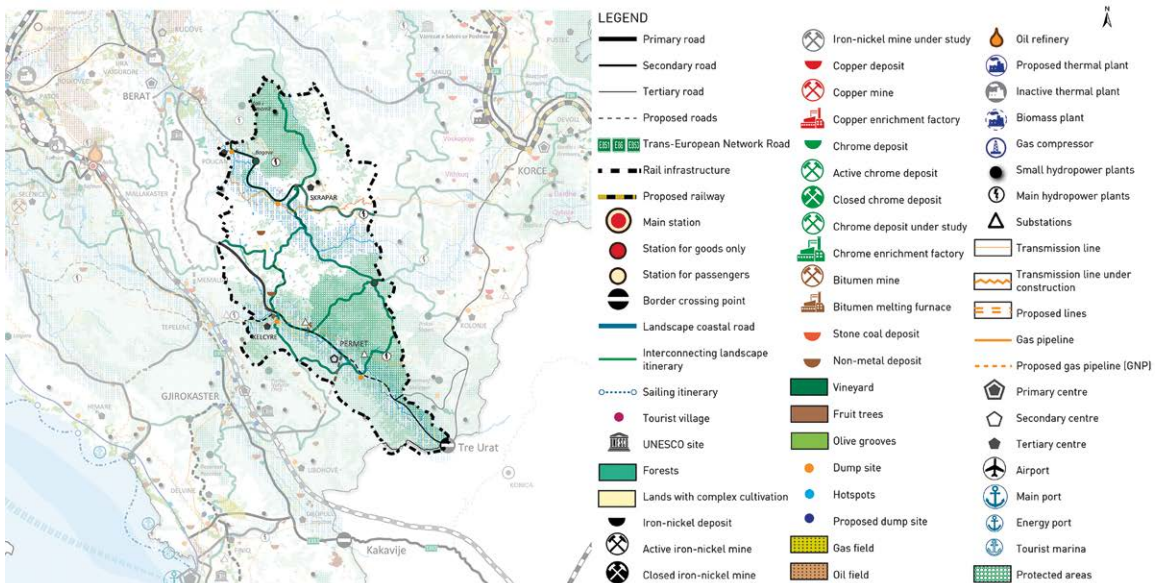 LEGEND
N
Primary road
Secondary road
Tertiary road
Proposed roads
Trans-European Network Road
Rail infrastructure
Proposed railway
Main station
Station for goods only
Station for passengers
Border crossing point
Landscape coastal road
Interconnecting landscape
itinerary
Sailing itinerary
Tourist village
UNESCO site
Forests
Lands with complex cultivation
Iron-nickel deposit
Active iron-nickel mine
Closed iron-nickel mine
Iron-nickel mine under study
Copper deposit
Copper mine
Copper enrichment factory
Chrome deposit
Active chrome deposit
Closed chrome deposit
Chrome deposit under study
Chrome enrichment factory
Bitumen mine
Bitumen melting furnace
Stone coal deposit
Non-metal deposit
Vineyard
Fruit trees
Olive grooves
Dump site
Hotspots
Proposed dump site
Gas field
Oil field
Oil refinery
Proposed thermal plant
Inactive thermal plant
Biomass plant
Gas compressor
Small hydropower plants
Main hydropower plants
Substations
Transmission line
Transmission line under
construction
Proposed lines
Gas pipeline
Proposed gas pipeline (GNP)
Primary centre
Secondary centre
Tertiary centre
Airport
Main port
Energy port
Tourist marina
Protected areas
BERAT
KORCE
SKRAPAR
MALLAKASTER
TEPELENE
KELCYRE
PERMET
KOLONJE
GJIROKASTER
Tre Urat
LIBOHOVE
DELVINE
KONICA
Kakavije